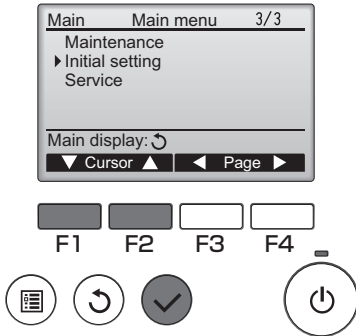 Main Main menu 3/3
Maintenance
Initial setting
Service
Main display:
Cursor Page
F1 F2 F3 F4